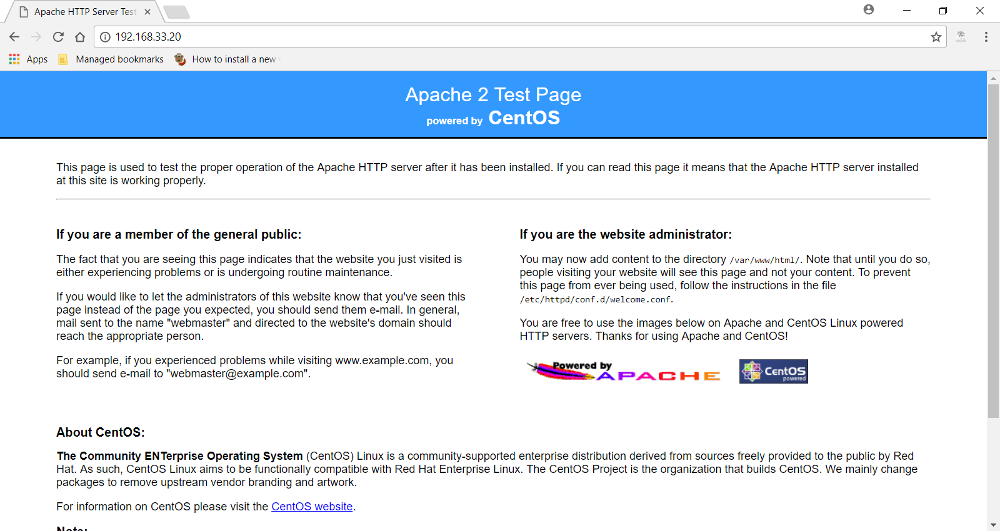 Apache HTTP Server Test
192.168.33.20
Apps Managed bookmarks How to install a new
Apache 2 Test Page
powered by CentOS
This page is used to test the proper operation of the Apache HTTP server after it has been installed. If you can read this page it means that the Apache HTTP server installed
at this site is working properly.
If you are a member of the general public:
The fact that you are seeing this page indicates that the website you just visited is
either experiencing problems or is undergoing routine maintenance.
If you would like to let the administrators of this website know that you've seen this
page instead of the page you expected, you should send them e-mail. In general,
mail sent to the name "webmaster" and directed to the website's domain should
reach the appropriate person.
For example, if you experienced problems while visiting www.example.com, you
should send e-mail to "webmaster@example.com".
If you are the website administrator:
You may now add content to the directory /var/www/html/. Note that until you do so,
people visiting your website will see this page and not your content. To prevent
this page from ever being used, follow the instructions in the file
/etc/httpd/conf.d/welcome.conf.
You are free to use the images below on Apache and CentOS Linux powered
HTTP servers. Thanks for using Apache and CentOS!
Powered by
APACHE
CentOS
powered
About CentOS:
The Community ENTerprise Operating System (CentOS) Linux is a community-supported enterprise distribution derived from sources freely provided to the public by Red
Hat. As such, CentOS Linux aims to be functionally compatible with Red Hat Enterprise Linux. The CentOS Project is the organization that builds CentOS. We mainly change
packages to remove upstream vendor branding and artwork.
For information on CentOS please visit the CentOS website.
Note: